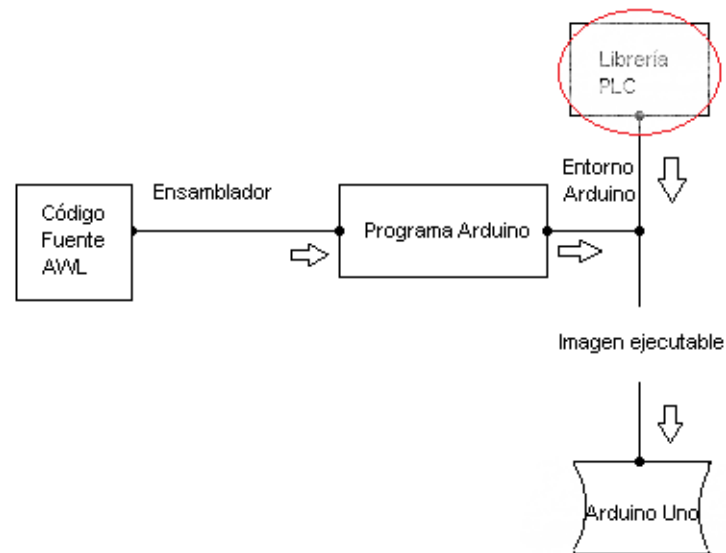 Librería
PLC
Entorno
Arduino
Ensamblador
Código
Fuente
AWL
Programa Arduino
Imagen ejecutable
Arduino Uno